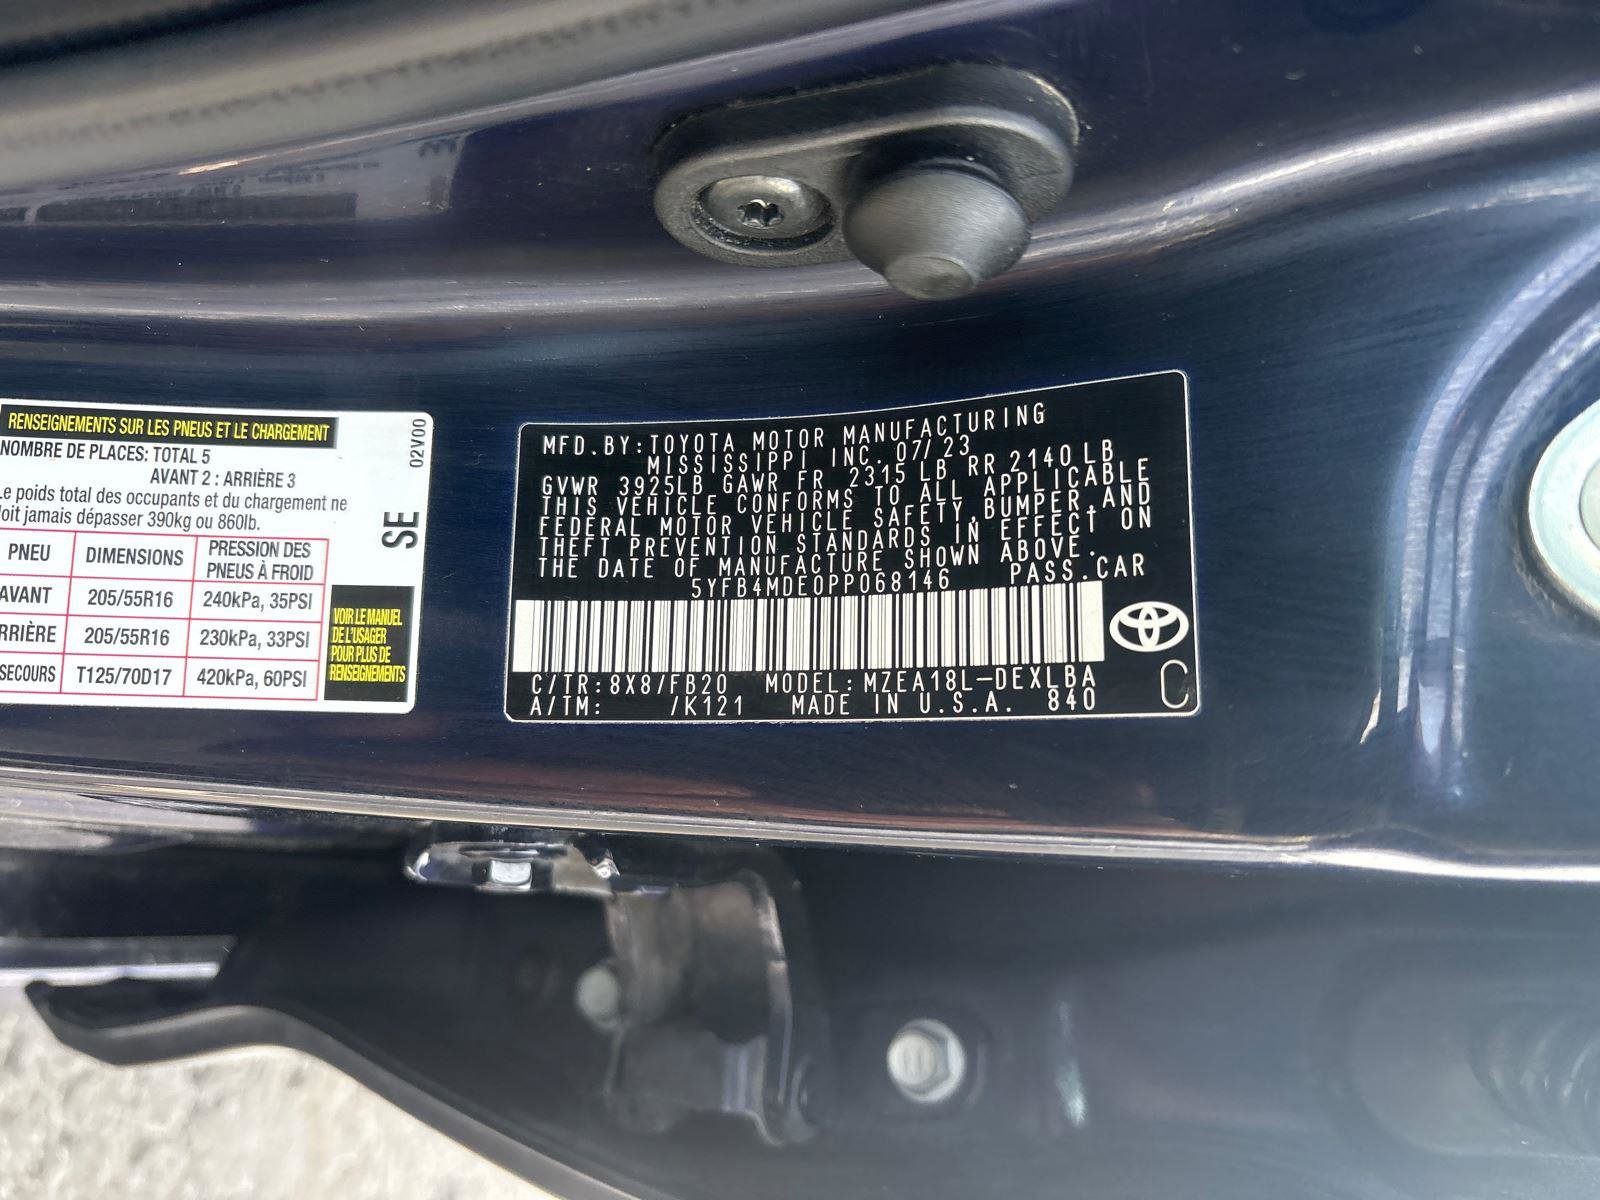 RENSEIGNEMENTS SUR LES PNEUS ET LE CHARGEMENT
NOMBRE DE PLACES: TOTAL 5
AVANT 2 : ARRIÈRE 3
Le poids total des occupants et du chargement ne
doit jamais dépasser 390kg ou 860lb.
PNEU DIMENSIONS PRESSION DES PNEUS À FROID
AVANT 205/55R16 240kPa, 35PSI
ARRIÈRE 205/55R16 230kPa, 33PSI
SECOURS T125/70D17 420kPa, 60PSI
02V00
SE
VOIR LE MANUEL
DE L'USAGER
POUR PLUS DE
RENSEIGNEMENTS
MFD.BY:TOYOTA MOTOR MANUFACTURING
MISSISSIPPI, INC. 07/23
GVWR 3925LB GAWR FR 2315 LB RR 2140LB
THIS VEHICLE CONFORMS TO ALL APPLICABLE
FEDERAL MOTOR VEHICLE SAFETY,BUMPER,AND
THEFT PREVENTION STANDARDS IN EFFECT ON
THE DATE OF MANUFACTURE SHOWN ABOVE.
5YFB4MDE0PP068146 PASS.CAR
C/TR:8X8/FB20 MODEL:MZEA18L-DEXLBA
A/TM: /K121 MADE IN U.S.A. 840
C